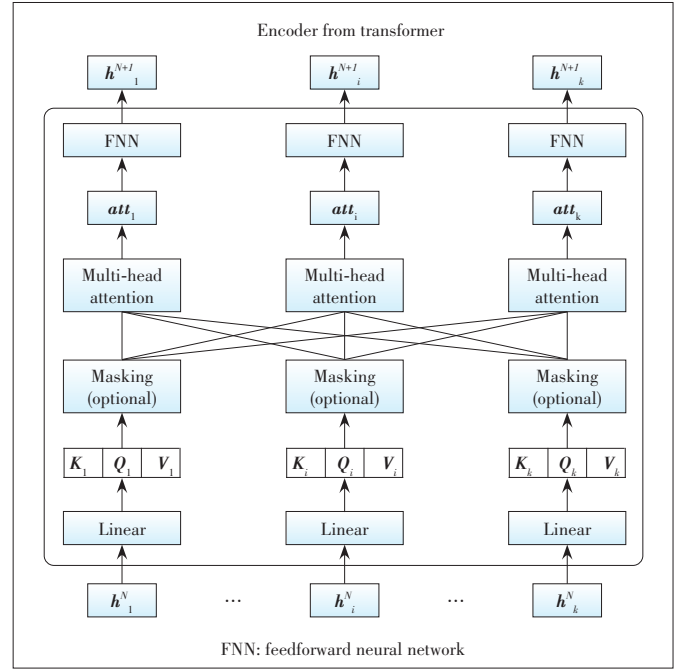 Encoder from transformer
h^{N+1}_1 h^{N+1}_i h^{N+1}_k
FNN FNN FNN
att_1 att_i att_k
Multi-head attention Multi-head attention Multi-head attention
Masking (optional) Masking (optional) Masking (optional)
K_1 Q_1 V_1 K_i Q_i V_i K_k Q_k V_k
Linear Linear Linear
h^N_1 ... h^N_i ... h^N_k
FNN: feedforward neural network